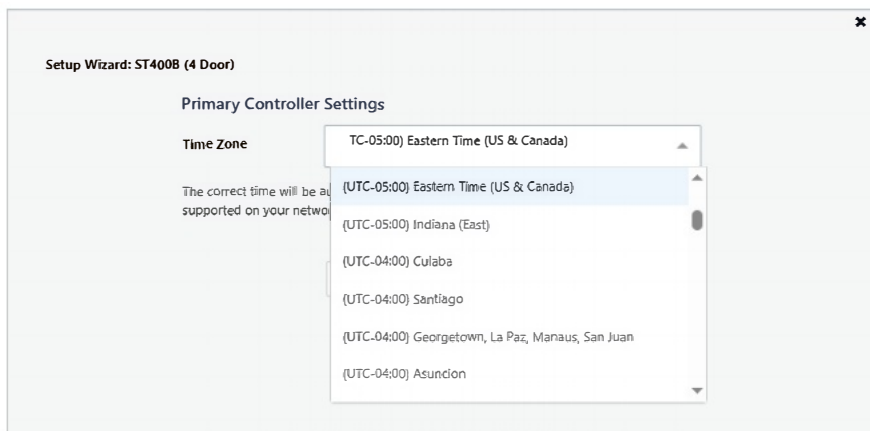 Setup Wizard: ST400B (4 Door)
Primary Controller Settings
Time Zone
TC-05:00) Eastern Time (US & Canada)
The correct time will be
supported on your
(UTC-05:00) Eastern Time (US & Canada)
(UTC-05:00) Indiana (East)
(UTC-04:00) Culaba
(UTC-04:00) Santiago
(UTC-04:00) Georgetown, La Paz, Manaus, San Juan
(UTC-04:00) Asuncion